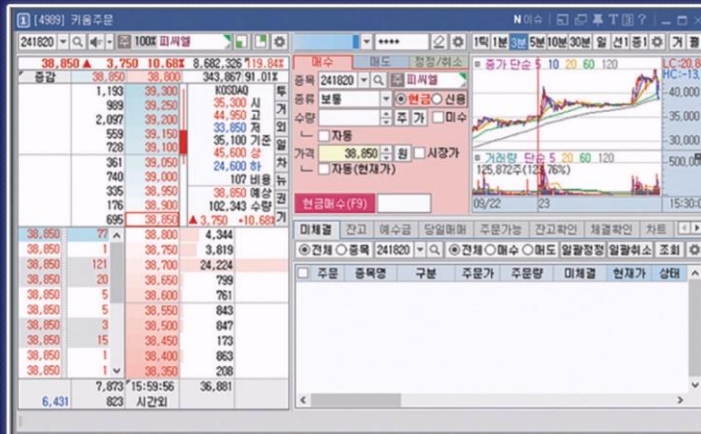 1 [4989] 키움주문
N이슈 T 3 ?
241820 주 100% 피씨엘
38,850 ▲ 3,750 10.68% 8,682,326 119.84%
증감 38,850 38,800 343,867 91.01%
1,193 39,300 KOSDAQ 투
989 39,250 35,300 시
2,097 39,200 44,950 고 거
559 39,150 33,850 저 외
728 39,100 35,100 기준 일
361 39,050 45,600 상 차
740 39,000 24,600 하
335 38,950 107 비용 뉴
176 38,900 38,850 예상 권
695 38,850 102,343 수량 기
▲ 3,750 +10.68%
38,850 77 38,800 4,344
38,850 1 38,750 3,819
38,850 121 38,700 24,224
38,850 20 38,650 799
38,850 5 38,600 761
38,850 5 38,550 843
38,850 3 38,500 847
38,850 15 38,450 173
38,850 1 38,400 863
38,850 1 38,350 208
7,873 15:59:56 36,881
6,431 823 시간외
****
매수 매도 정정/취소
종목 241820 피씨엘
종류 보통 현금 신용
수량 주 가 미수
자동
가격 38,850 원 시장가
자동(현재가)
현금매수(F9)
1틱 1분 3분 5분 10분 30분 일 선1 종1 거 펼
종가 단순 5 10 20 60 120
LC:20.8
HC:-13,
40,000
35,000
30,000
거래량 단순 5 20 60 120
125,872주(123.76%)
500,00
09/22 23 15:30:0
미체결 잔고 예수금 당일매매 주문가능 잔고확인 체결확인 차트
전체 종목 241820 전체 매수 매도 일괄정정 일괄취소 조회
주문 종목명 구분 주문가 주문량 미체결 현재가 상태